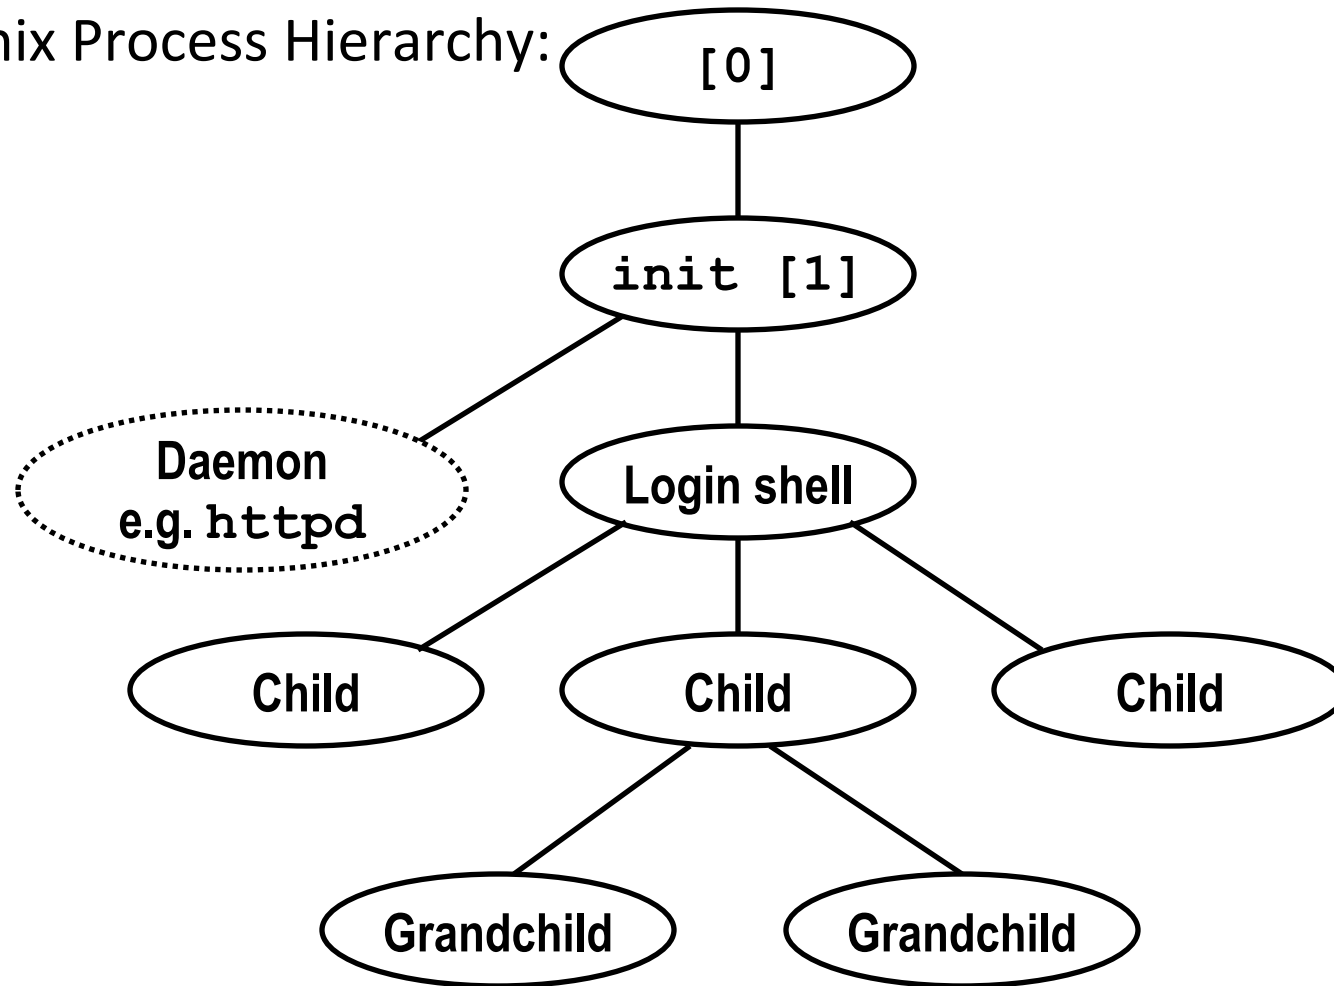 nix Process Hierarchy:
[0]
init [1]
Daemon
e.g. httpd
Login shell
Child
Child
Child
Grandchild
Grandchild